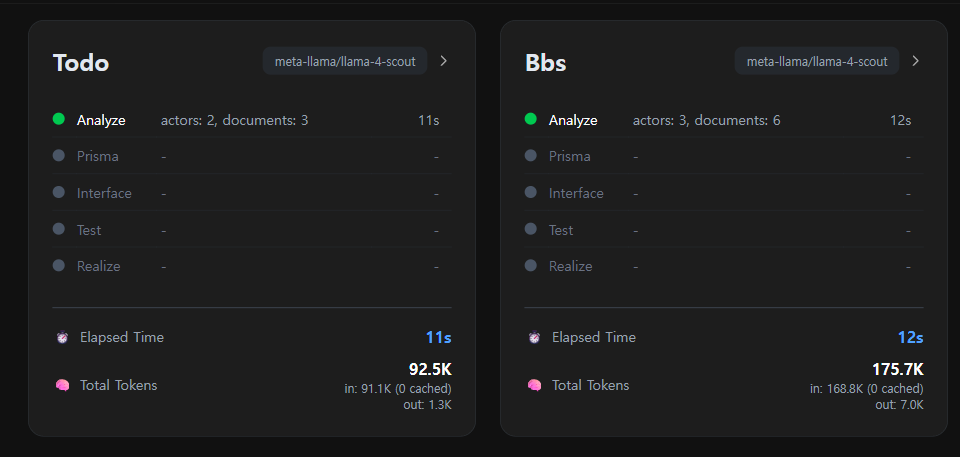 Todo meta-llama/llama-4-scout
Analyze actors: 2, documents: 3 11s
Prisma - -
Interface - -
Test - -
Realize - -
Elapsed Time 11s
92.5K
Total Tokens in: 91.1K (0 cached)
out: 1.3K
Bbs meta-llama/llama-4-scout
Analyze actors: 3, documents: 6 12s
Prisma - -
Interface - -
Test - -
Realize - -
Elapsed Time 12s
175.7K
Total Tokens in: 168.8K (0 cached)
out: 7.0K